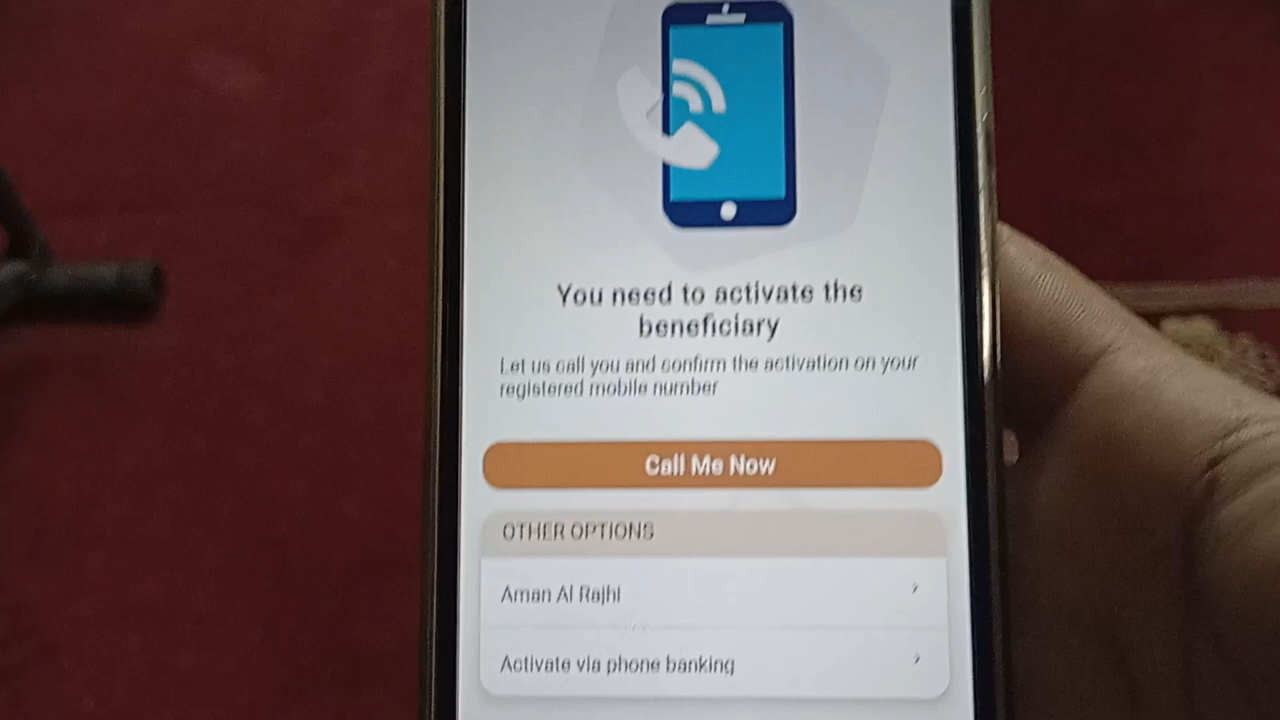 You need to activate the
beneficiary
Let us call you and confirm the activation on your
registered mobile number
Call Me Now
OTHER OPTIONS
Aman Al Rajhi
Activate via phone banking